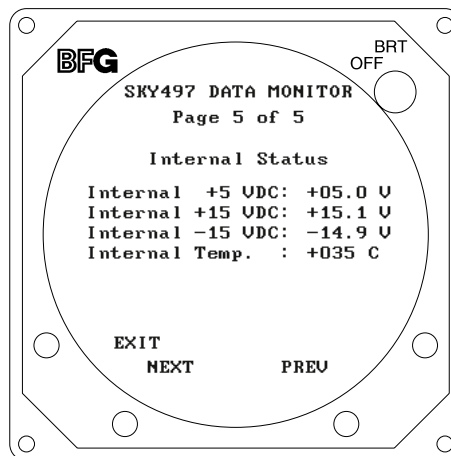 BFG
BRT
OFF
SKY497 DATA MONITOR
Page 5 of 5
Internal Status
Internal +5 VDC: +05.0 V
Internal +15 VDC: +15.1 V
Internal -15 VDC: -14.9 V
Internal Temp. : +035 C
EXIT
NEXT PREV